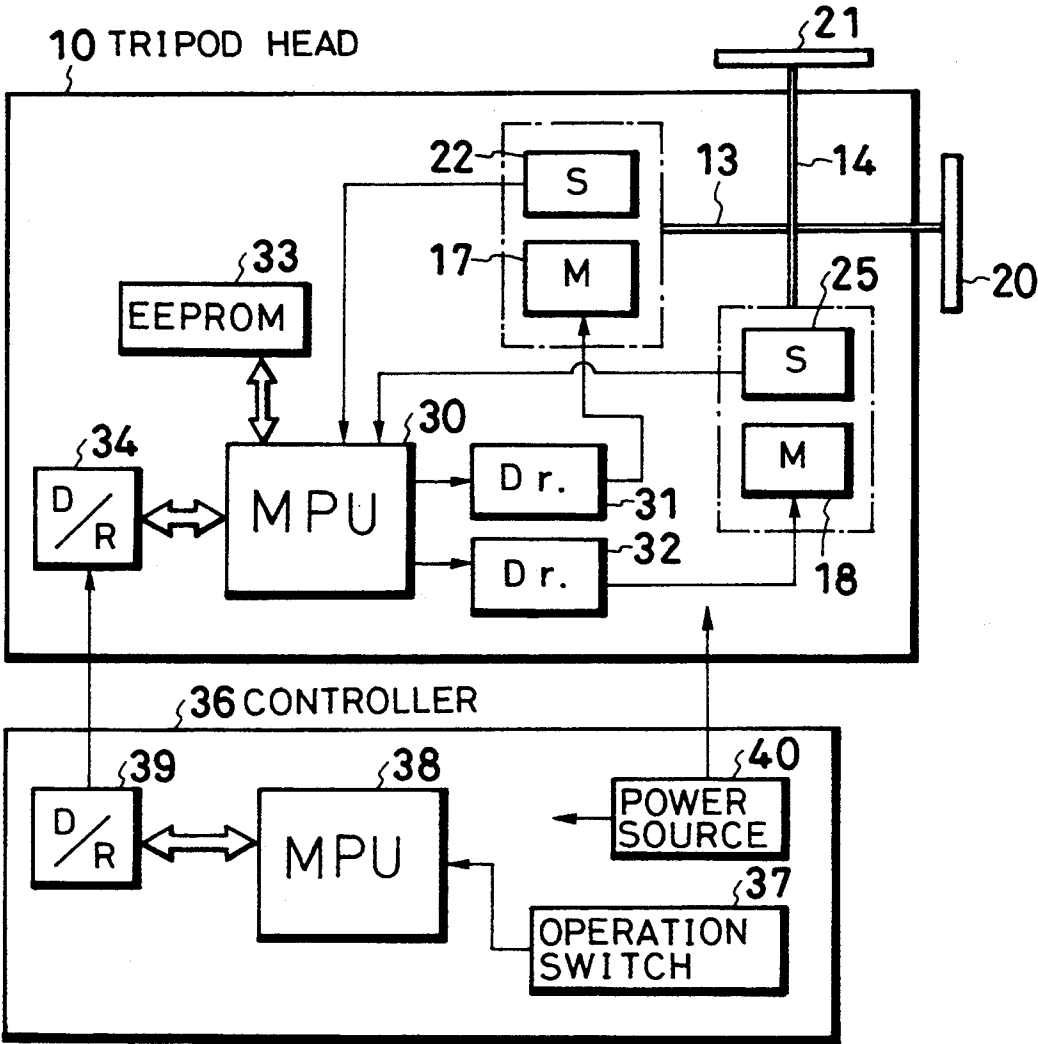 10 TRIPOD HEAD
21
22
S
13
14
17
M
20
33
EEPROM
25
S
34
D/R
30
MPU
Dr.
31
M
32
Dr.
18
36 CONTROLLER
39
D/R
38
MPU
40
POWER
SOURCE
37
OPERATION
SWITCH